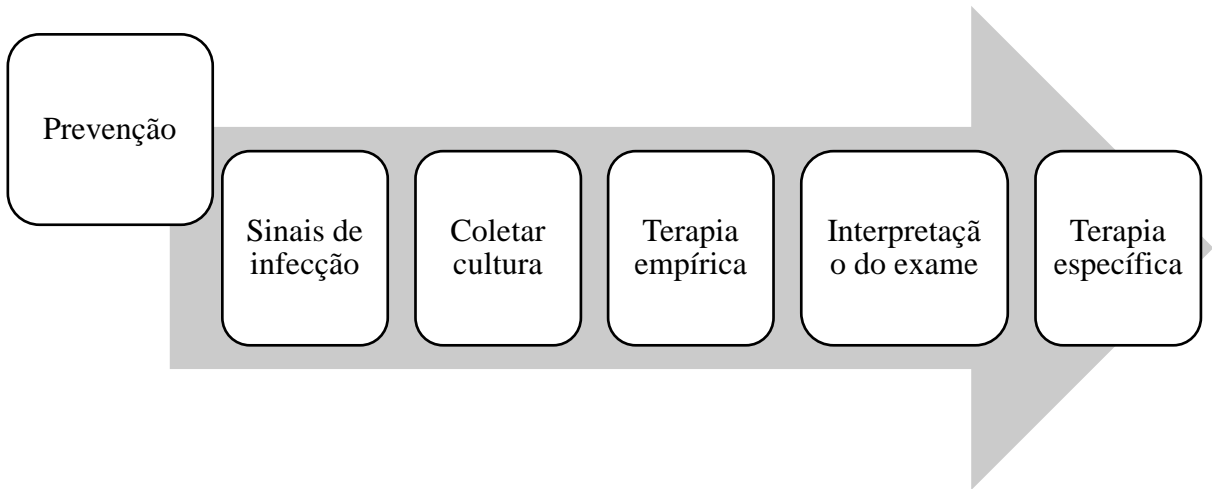 Prevenção
Sinais de
infecção
Coletar
cultura
Terapia
empírica
Interpretaçã
o do exame
Terapia
específica